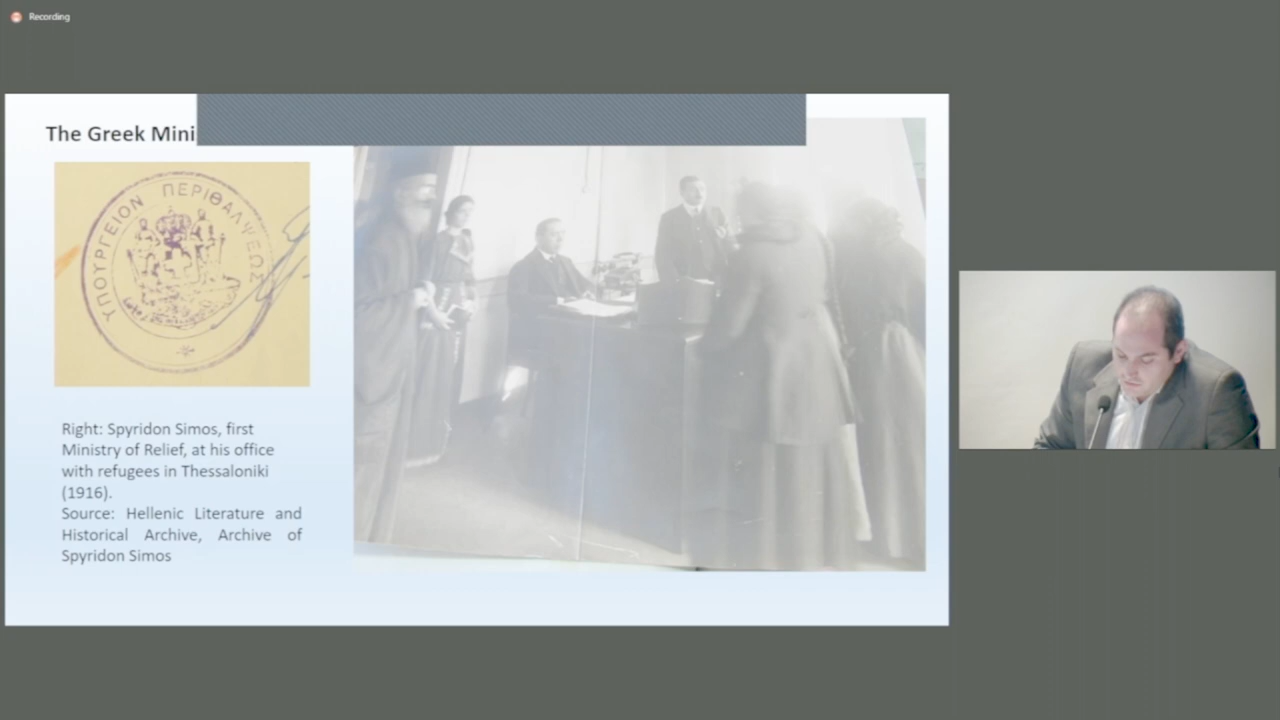 Recording
The Greek Mini
ΥΠΟΥΡΓΕΙΟΝ ΠΕΡΙΘΑΛΨΕΩΣ
Right: Spyridon Simos, first
Ministry of Relief, at his office
with refugees in Thessaloniki
(1916).
Source: Hellenic Literature and
Historical Archive, Archive of
Spyridon Simos